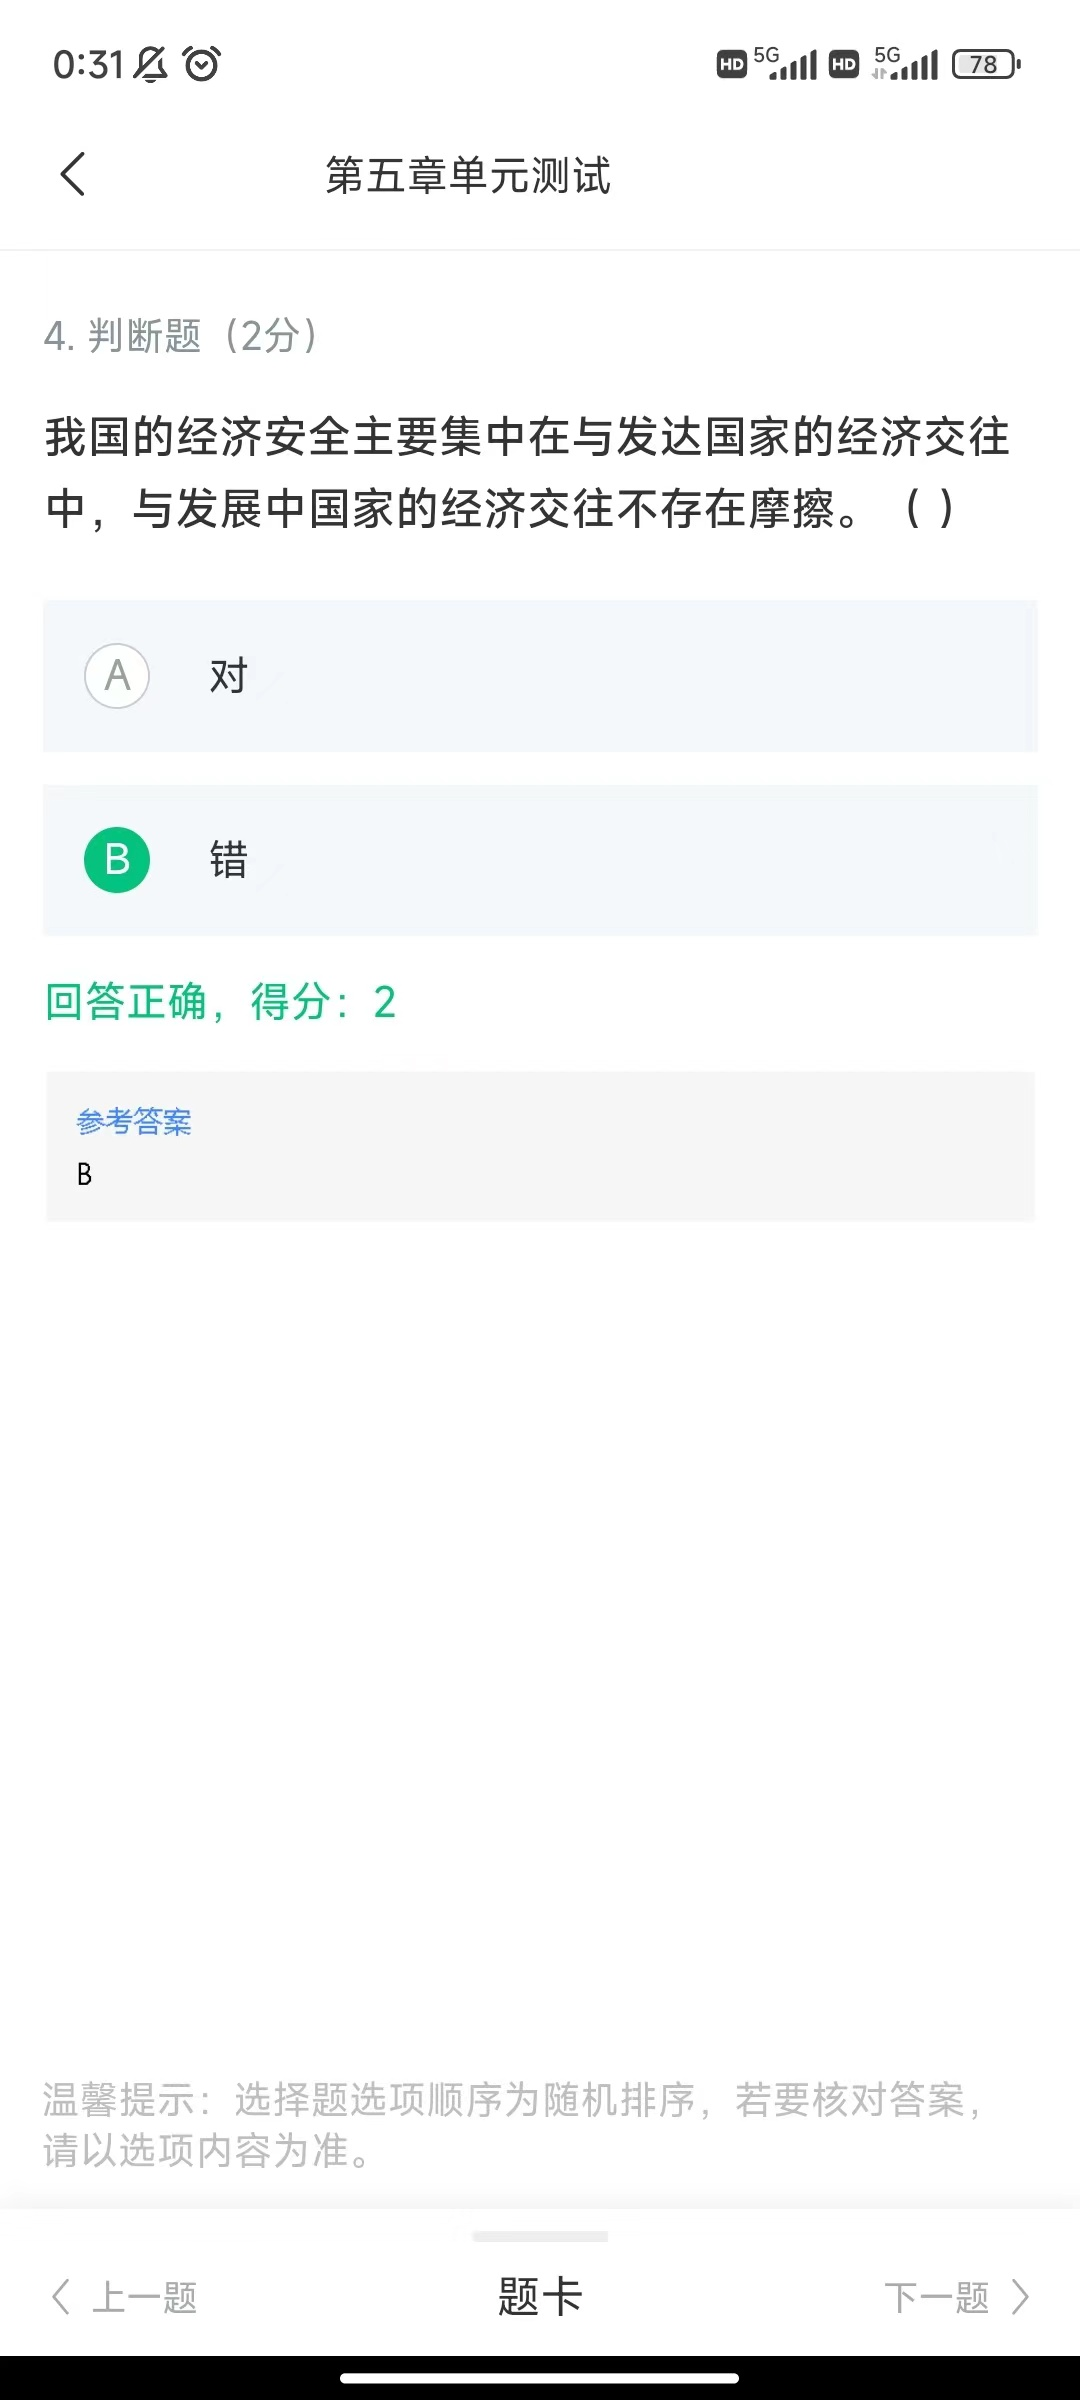 0:31 HD 5G HD 5G 78
第五章单元测试
4. 判断题（2分）
我国的经济安全主要集中在与发达国家的经济交往
中，与发展中国家的经济交往不存在摩擦。（ ）
A 对
B 错
回答正确，得分：2
参考答案
B
温馨提示：选择题选项顺序为随机排序，若要核对答案，
请以选项内容为准。
上一题 题卡 下一题